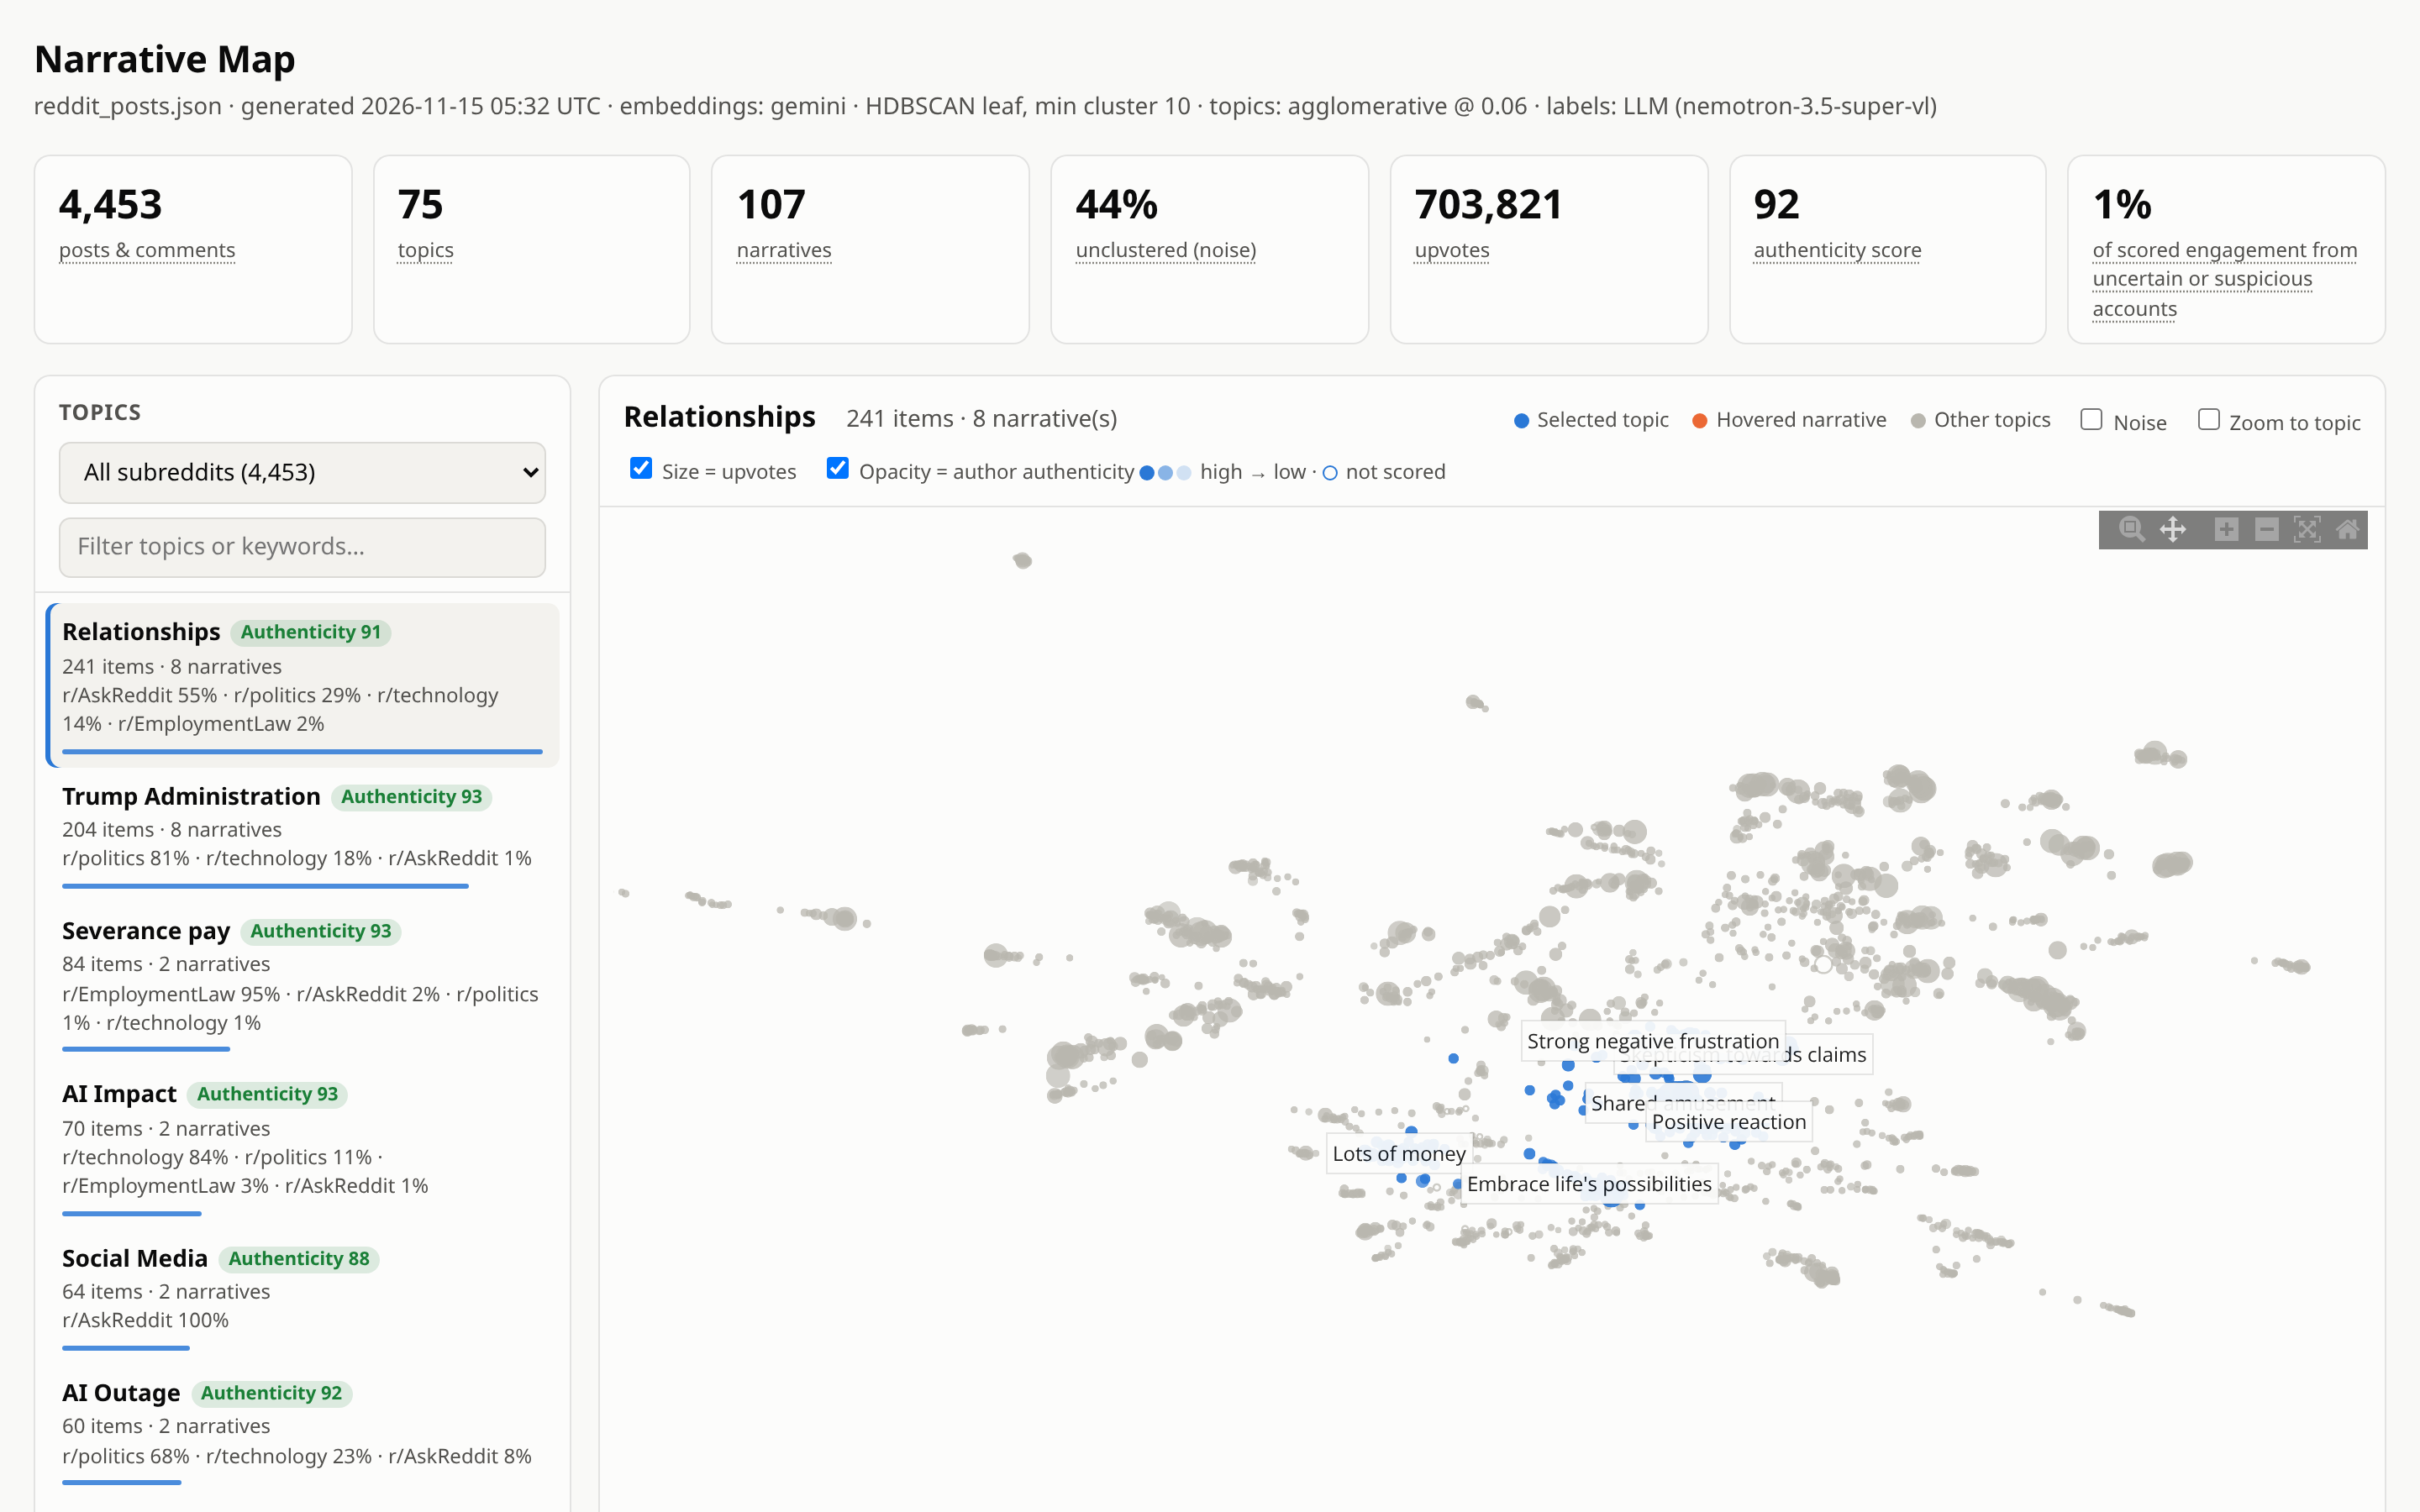 Narrative Map
reddit_posts.json · generated 2026-11-15 05:32 UTC · embeddings: gemini · HDBSCAN leaf, min cluster 10 · topics: agglomerative @ 0.06 · labels: LLM (nemotron-3.5-super-vl)
4,453
posts & comments
75
topics
107
narratives
44%
unclustered (noise)
703,821
upvotes
92
authenticity score
1%
of scored engagement from
uncertain or suspicious
accounts
TOPICS
All subreddits (4,453)
Filter topics or keywords...
Relationships Authenticity 91
241 items · 8 narratives
r/AskReddit 55% · r/politics 29% · r/technology
14% · r/EmploymentLaw 2%
Trump Administration Authenticity 93
204 items · 8 narratives
r/politics 81% · r/technology 18% · r/AskReddit 1%
Severance pay Authenticity 93
84 items · 2 narratives
r/EmploymentLaw 95% · r/AskReddit 2% · r/politics
1% · r/technology 1%
AI Impact Authenticity 93
70 items · 2 narratives
r/technology 84% · r/politics 11% ·
r/EmploymentLaw 3% · r/AskReddit 1%
Social Media Authenticity 88
64 items · 2 narratives
r/AskReddit 100%
AI Outage Authenticity 92
60 items · 2 narratives
r/politics 68% · r/technology 23% · r/AskReddit 8%
Relationships 241 items · 8 narrative(s)
Selected topic Hovered narrative Other topics Noise Zoom to topic
Size = upvotes Opacity = author authenticity high → low · not scored
Strong negative frustration
Skepticism towards claims
Shared amusement
Positive reaction
Lots of money
Embrace life's possibilities